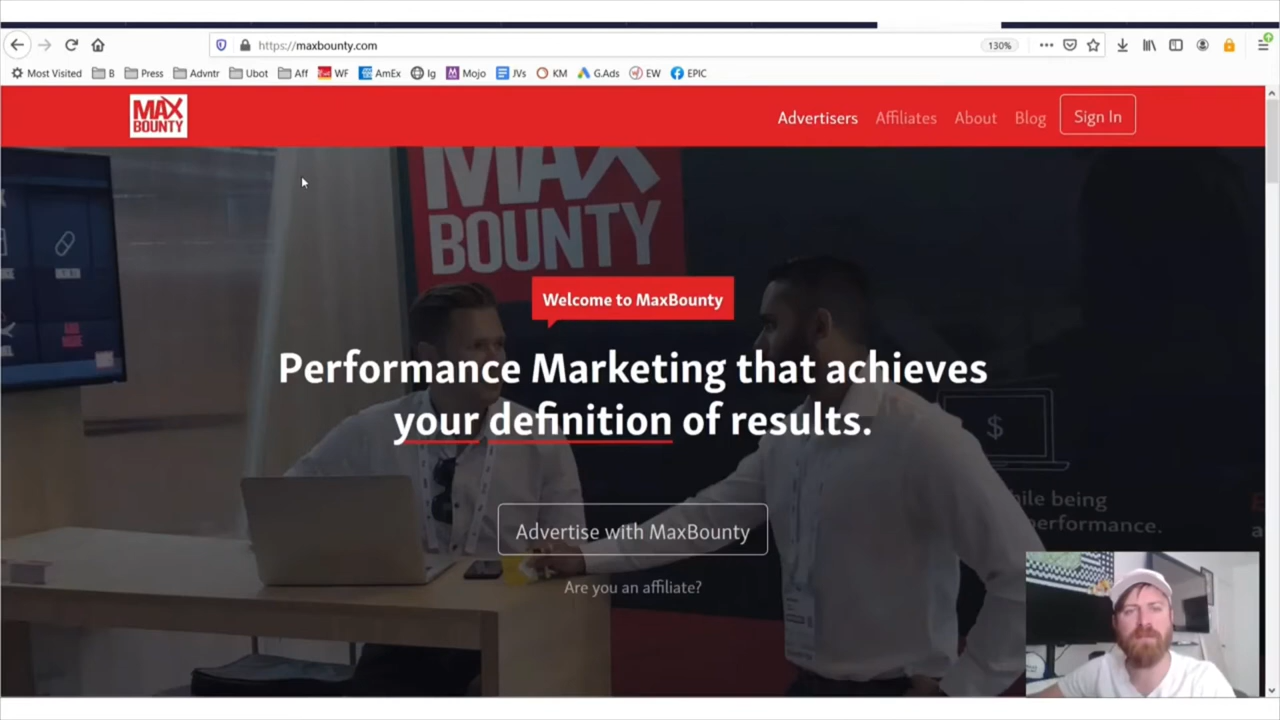 https://maxbounty.com
130%
Most Visited B Press Advntr Ubot Aff WF AmEx Ig Mojo JVs KM G.Ads EW EPIC
MAX
BOUNTY
Advertisers Affiliates About Blog Sign In
MAX
BOUNTY
Welcome to MaxBounty
Performance Marketing that achieves
your definition of results.
$
while being
performance.
Advertise with MaxBounty
Are you an affiliate?